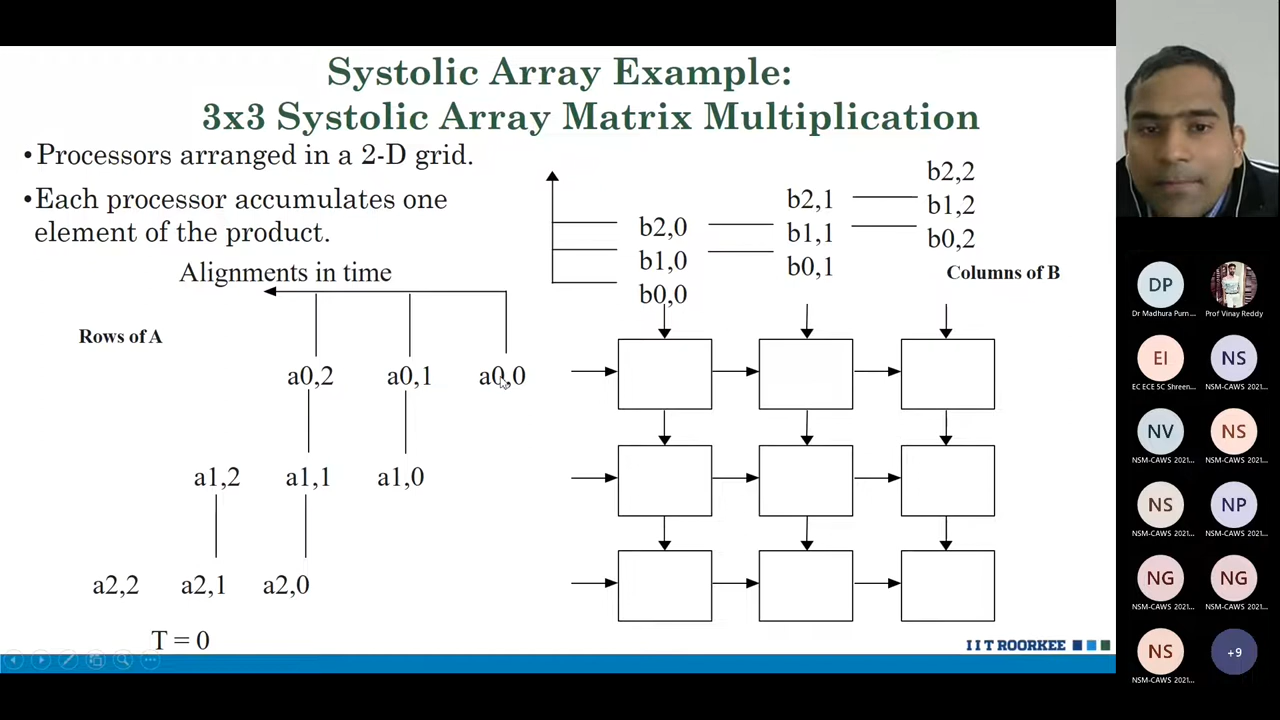 Systolic Array Example:
3x3 Systolic Array Matrix Multiplication
•Processors arranged in a 2-D grid.
•Each processor accumulates one
element of the product.
Alignments in time
Rows of A
Columns of B
b2,2
b1,2
b0,2
b2,1
b1,1
b0,1
b2,0
b1,0
b0,0
a0,2 a0,1 a0,0
a1,2 a1,1 a1,0
a2,2 a2,1 a2,0
T = 0
I I T ROORKEE
DP
Dr Madhura Purn...
Prof Vinay Reddy
EI
EC ECE SC Shreen...
NS
NSM-CAWS 2021...
NV
NSM-CAWS 2021...
NS
NSM-CAWS 2021...
NS
NSM-CAWS 2021...
NP
NSM-CAWS 2021...
NG
NSM-CAWS 2021...
NG
NSM-CAWS 2021...
NS
NSM-CAWS 2021...
+9